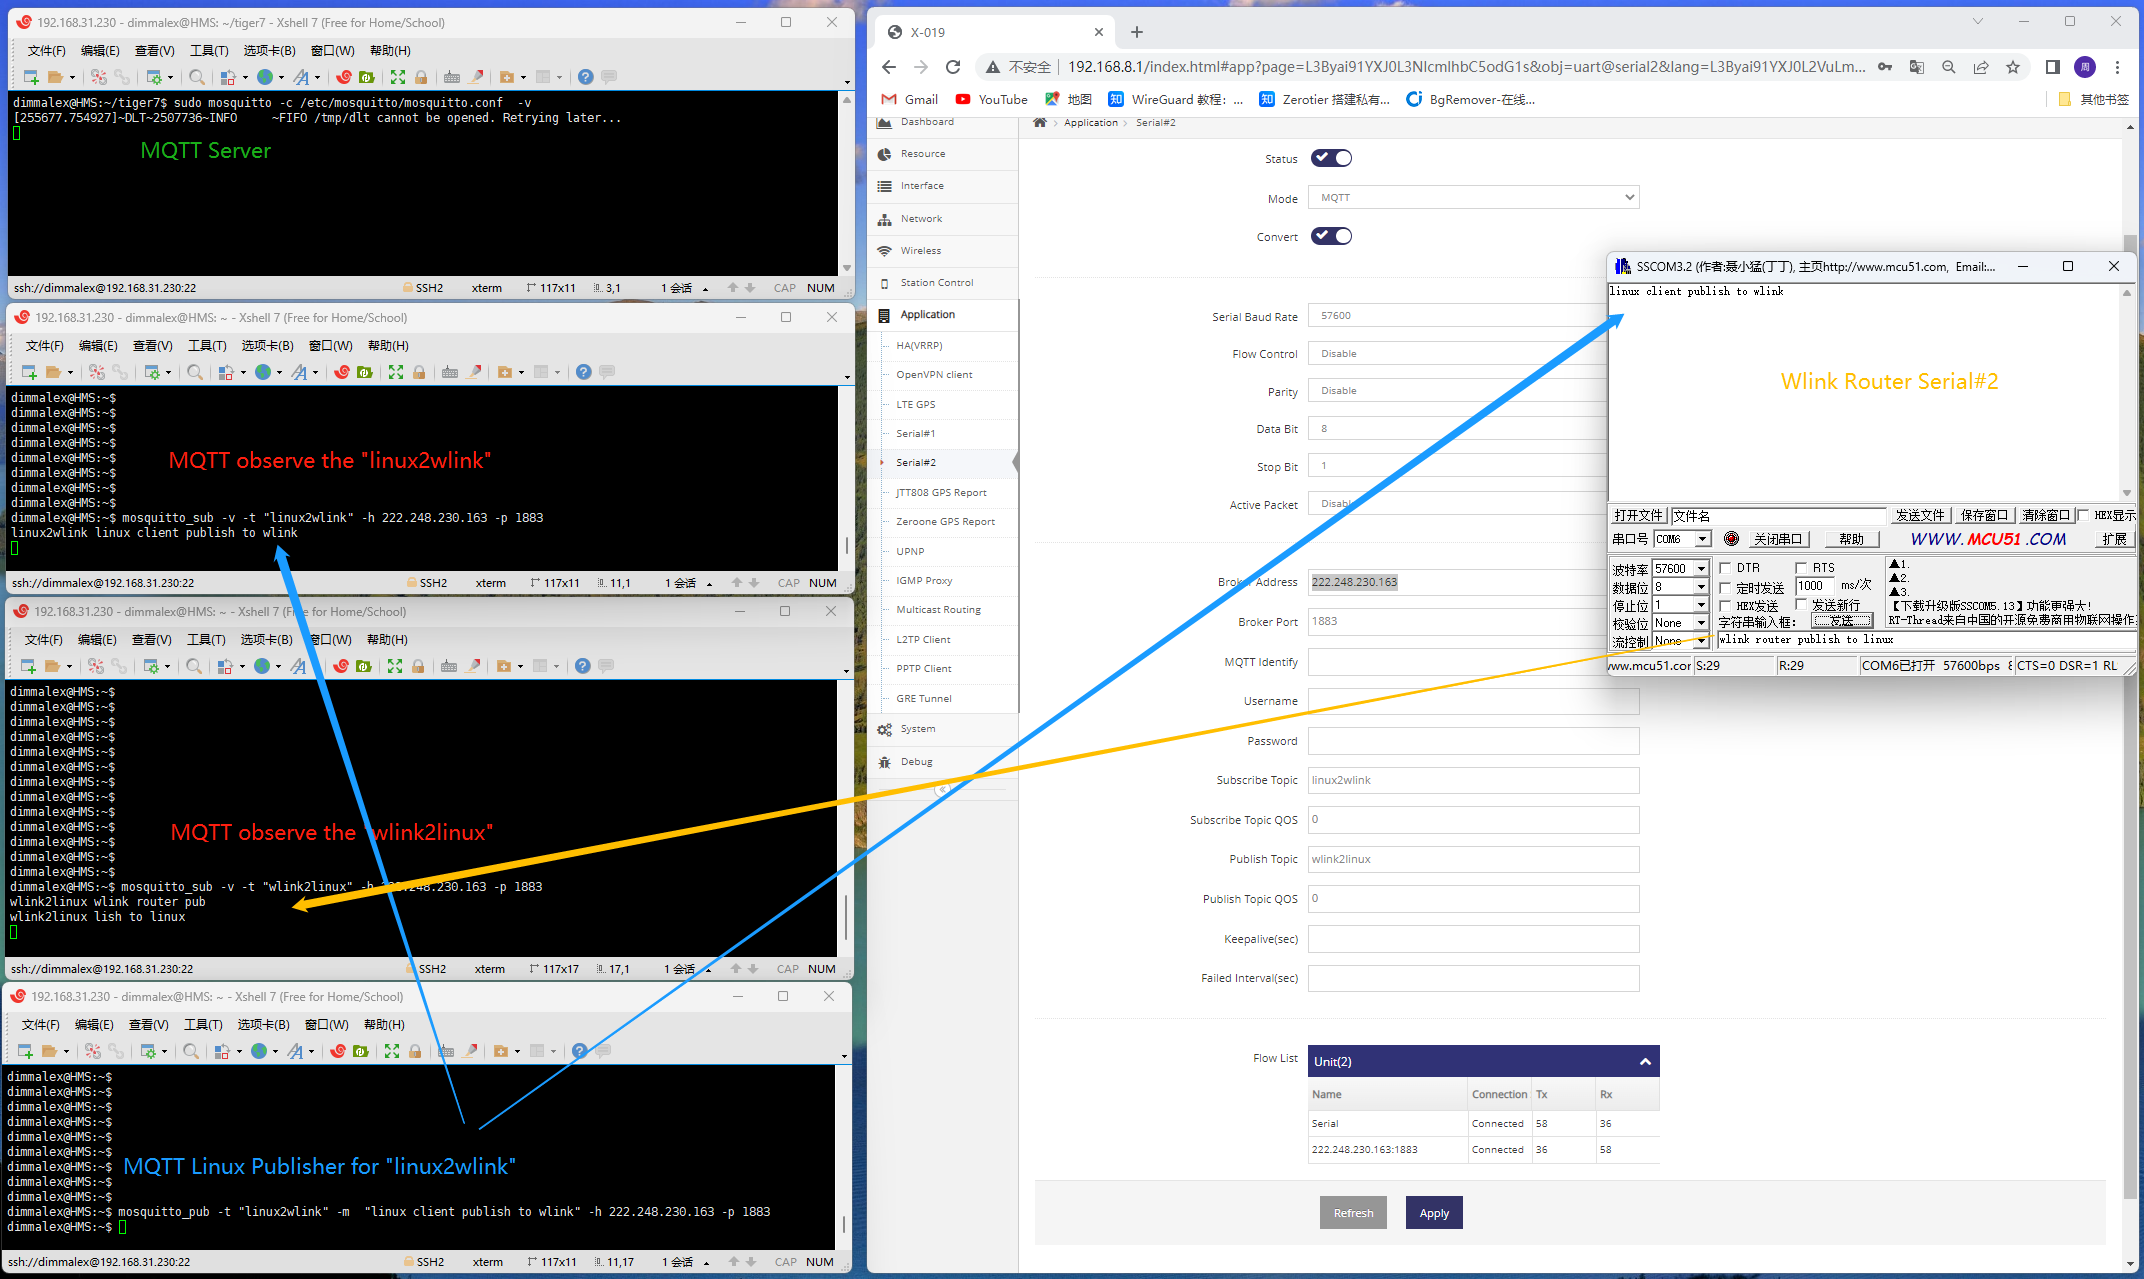 192.168.31.230 - dimmalex@HMS: ~/tiger7 - Xshell 7 (Free for Home/School)
文件(F) 编辑(E) 查看(V) 工具(T) 选项卡(B) 窗口(W) 帮助(H)
dimmalex@HMS:~/tiger7$ sudo mosquitto -c /etc/mosquitto/mosquitto.conf  -v
[255677.754927]~DLT~2507736~INFO     ~FIFO /tmp/dlt cannot be opened. Retrying later...
MQTT Server
ssh://dimmalex@192.168.31.230:22 SSH2 xterm 117x11 3,1 1 会话 CAP NUM
192.168.31.230 - dimmalex@HMS: ~ - Xshell 7 (Free for Home/School)
文件(F) 编辑(E) 查看(V) 工具(T) 选项卡(B) 窗口(W) 帮助(H)
dimmalex@HMS:~$
dimmalex@HMS:~$
dimmalex@HMS:~$
dimmalex@HMS:~$
dimmalex@HMS:~$
dimmalex@HMS:~$
dimmalex@HMS:~$
dimmalex@HMS:~$
MQTT observe the "linux2wlink"
dimmalex@HMS:~$ mosquitto_sub -v -t "linux2wlink" -h 222.248.230.163 -p 1883
linux2wlink linux client publish to wlink
ssh://dimmalex@192.168.31.230:22 SSH2 xterm 117x11 11,1 1 会话 CAP NUM
192.168.31.230 - dimmalex@HMS: ~ - Xshell 7 (Free for Home/School)
文件(F) 编辑(E) 查看(V) 工具(T) 选项卡(B) 窗口(W) 帮助(H)
dimmalex@HMS:~$
dimmalex@HMS:~$
dimmalex@HMS:~$
dimmalex@HMS:~$
dimmalex@HMS:~$
dimmalex@HMS:~$
dimmalex@HMS:~$
dimmalex@HMS:~$
dimmalex@HMS:~$
dimmalex@HMS:~$
dimmalex@HMS:~$
dimmalex@HMS:~$
dimmalex@HMS:~$
MQTT observe the "wlink2linux"
dimmalex@HMS:~$ mosquitto_sub -v -t "wlink2linux" -h 222.248.230.163 -p 1883
wlink2linux wlink router pub
wlink2linux lish to linux
ssh://dimmalex@192.168.31.230:22 SSH2 xterm 117x17 17,1 1 会话 CAP NUM
192.168.31.230 - dimmalex@HMS: ~ - Xshell 7 (Free for Home/School)
文件(F) 编辑(E) 查看(V) 工具(T) 选项卡(B) 窗口(W) 帮助(H)
dimmalex@HMS:~$
dimmalex@HMS:~$
dimmalex@HMS:~$
dimmalex@HMS:~$
dimmalex@HMS:~$
dimmalex@HMS:~$
dimmalex@HMS:~$
dimmalex@HMS:~$
dimmalex@HMS:~$
MQTT Linux Publisher for "linux2wlink"
dimmalex@HMS:~$ mosquitto_pub -t "linux2wlink" -m  "linux client publish to wlink" -h 222.248.230.163 -p 1883
dimmalex@HMS:~$
ssh://dimmalex@192.168.31.230:22 SSH2 xterm 117x11 11,17 1 会话 CAP NUM
X-019
不安全 192.168.8.1/index.html#app?page=L3Byai91YXJ0L3NlcmlhbC5odG1s&obj=uart@serial2&lang=L3Byai91YXJ0L2VuLm... 周
Gmail YouTube 地图 知 WireGuard 教程：... 知 Zerotier 搭建私有... BgRemover-在线... 其他书签
Dashboard
Resource
Interface
Network
Wireless
Station Control
Application
HA(VRRP)
OpenVPN client
LTE GPS
Serial#1
Serial#2
JTT808 GPS Report
Zeroone GPS Report
UPNP
IGMP Proxy
Multicast Routing
L2TP Client
PPTP Client
GRE Tunnel
System
Debug
Application Serial#2
Status
Mode MQTT
Convert
Serial Baud Rate 57600
Flow Control Disable
Parity Disable
Data Bit 8
Stop Bit 1
Active Packet Disable
Broker Address 222.248.230.163
Broker Port 1883
MQTT Identify
Username
Password
Subscribe Topic linux2wlink
Subscribe Topic QOS 0
Publish Topic wlink2linux
Publish Topic QOS 0
Keepalive(sec)
Failed Interval(sec)
Flow List Unit(2)
Name Connection Tx Rx
Serial Connected 58 36
222.248.230.163:1883 Connected 36 58
Refresh Apply
SSCOM3.2 (作者:聂小猛(丁丁), 主页http://www.mcu51.com,  Email:...
linux client publish to wlink
Wlink Router Serial#2
打开文件 文件名 发送文件 保存窗口 清除窗口 HEX显示
串口号 COM6 关闭串口 帮助 WWW.MCU51.COM 扩展
波特率 57600 DTR RTS
数据位 8 定时发送 1000 ms/次
停止位 1 HEX发送 发送新行
校验位 None 字符串输入框: 发送
流控制 None wlink router publish to linux
▲1.
▲2.
▲3.
【下载升级版SSCOM5.13】功能更强大!
RT-Thread来自中国的开源免费商用物联网操作
ww.mcu51.cor S:29 R:29 COM6已打开 57600bps 8 CTS=0 DSR=1 RL